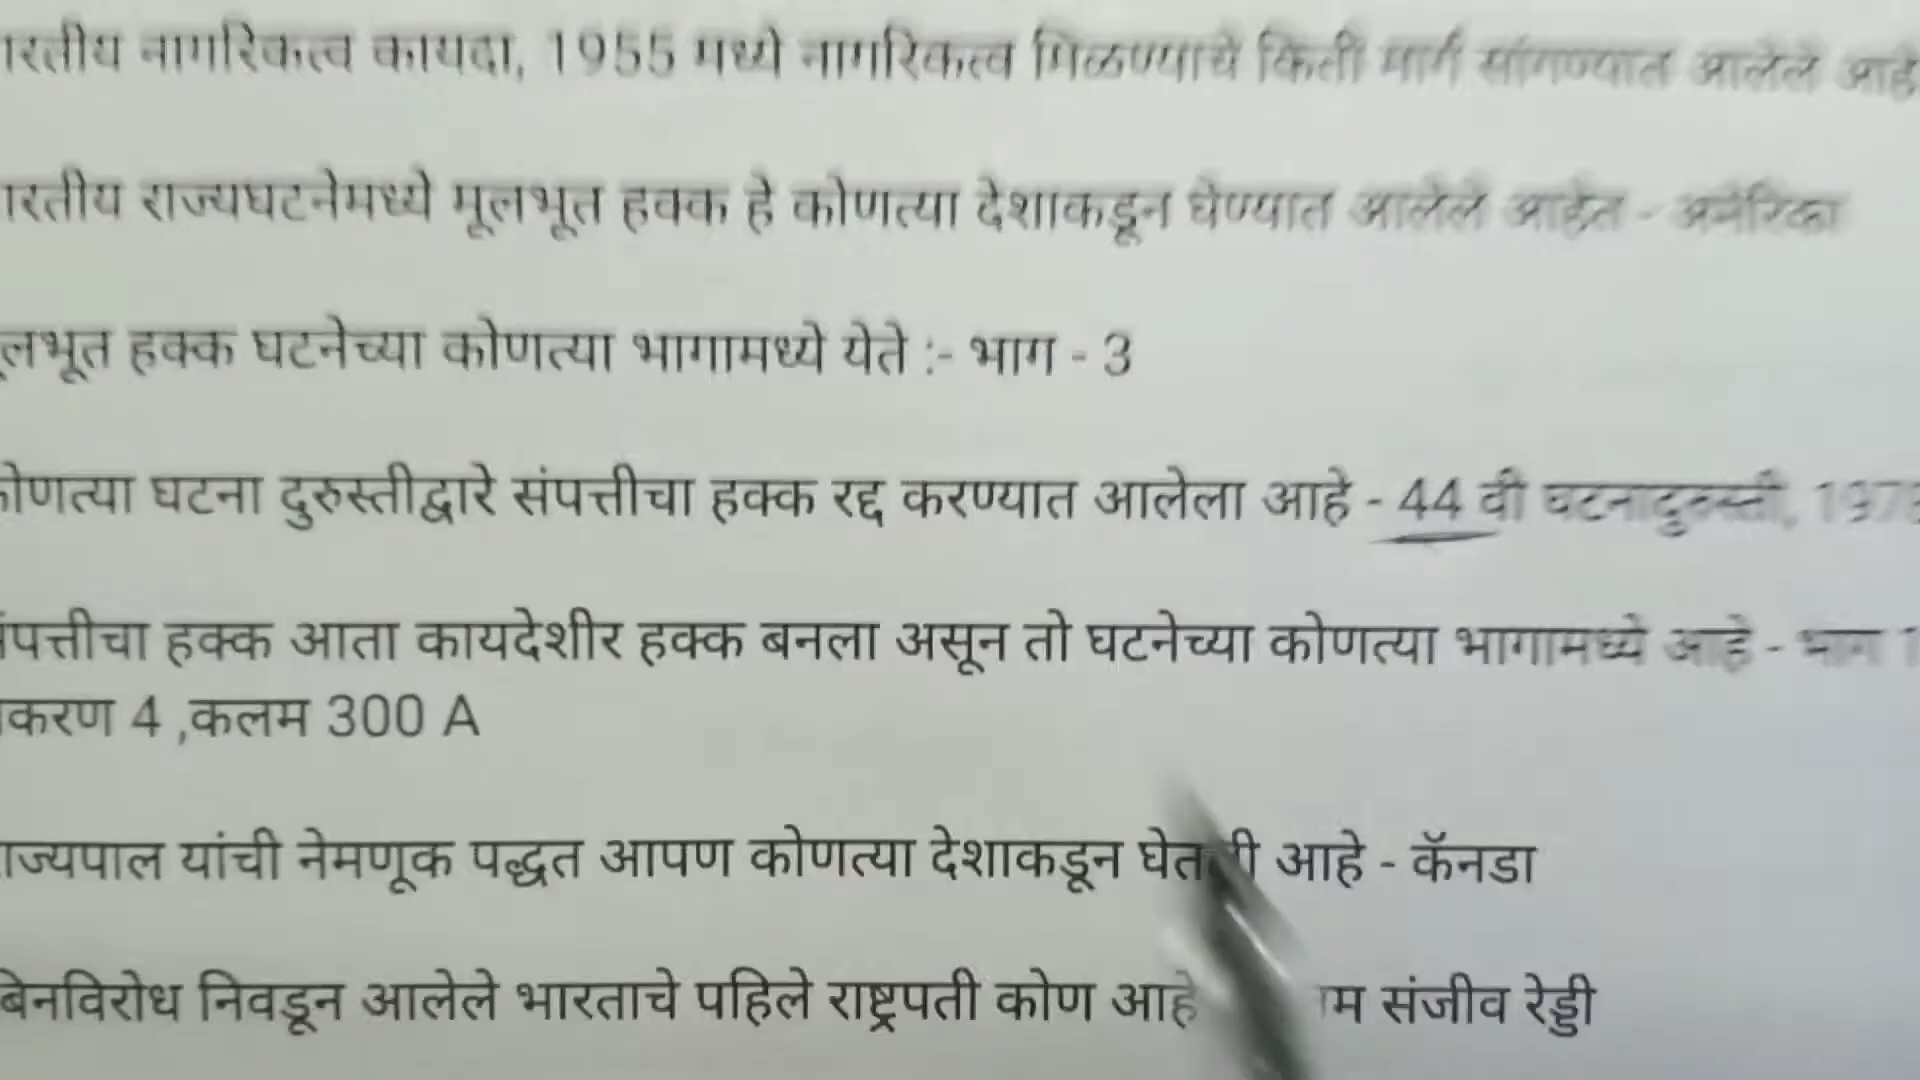 रतीय नागरिकत्व कायदा, 1955 मध्ये नागरिकत्व मिळण्याचे किती मार्ग सांगण्यात आलेले आहे
रतीय राज्यघटनेमध्ये मूलभूत हक्क हे कोणत्या देशाकडून घेण्यात आलेले आहेत - अमेरिका
लभूत हक्क घटनेच्या कोणत्या भागामध्ये येते :- भाग - 3
ोणत्या घटना दुरुस्तीद्वारे संपत्तीचा हक्क रद्द करण्यात आलेला आहे - 44 वी घटनादुरुस्ती, 197
ंपत्तीचा हक्क आता कायदेशीर हक्क बनला असून तो घटनेच्या कोणत्या भागामध्ये आहे - भाग 1
करण 4 ,कलम 300 A
ाज्यपाल यांची नेमणूक पद्धत आपण कोणत्या देशाकडून घेतली आहे - कॅनडा
बिनविरोध निवडून आलेले भारताचे पहिले राष्ट्रपती कोण आहे म संजीव रेड्डी